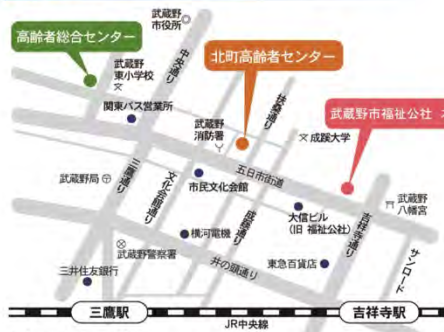 武蔵野
市役所
高齢者総合センター
中央通り
北町高齢者センター
武蔵野
東小学校
扶桑通り
関東バス営業所
武蔵野
消防署
成蹊大学
武蔵野市福祉公社
五日市街道
三鷹通り
武蔵野局
文化会館通り
市民文化会館
成蹊通り
大信ビル
(旧 福祉公社)
吉祥寺通り
武蔵野
八幡宮
横河電機
武蔵野警察署
井の頭通り
東急百貨店
サンロード
三井住友銀行
三鷹駅
吉祥寺駅
JR中央線